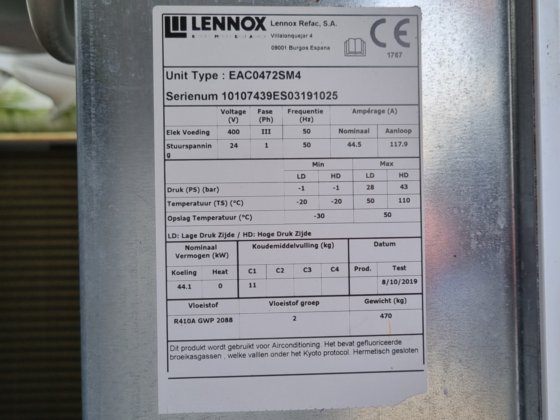 LENNOX Lennox Refac, S.A.
EMEA Villalonquejar 4
09001 Burgos Espana
CE
1767
Unit Type : EAC0472SM4
Serienum 10107439ES03191025
Voltage (V) Fase (Ph) Frequentie (Hz) Ampérage (A)
Nominaal Aanloop
Elek Voeding 400 III 50
Stuurspanning 24 1 50 44.5 117.9
Min Max
LD HD LD HD
Druk (PS) (bar) -1 -1 28 43
Temperatuur (TS) (°C) -20 -20 50 110
Opslag Temperatuur (°C) -30 50
LD: Lage Druk Zijde / HD: Hoge Druk Zijde
Nominaal Vermogen (kW) Koudemiddelvulling (kg) Datum
Koeling Heat C1 C2 C3 C4 Prod. Test
44.1 0 11 8/10/2019
Vloeistof Vloeistof groep Gewicht (kg)
R410A GWP 2088 2 470
Dit produkt wordt gebruikt voor Airconditioning. Het bevat gefluoriceerde
broeikasgassen , welke vallen onder het Kyoto protocol. Hermetisch gesloten